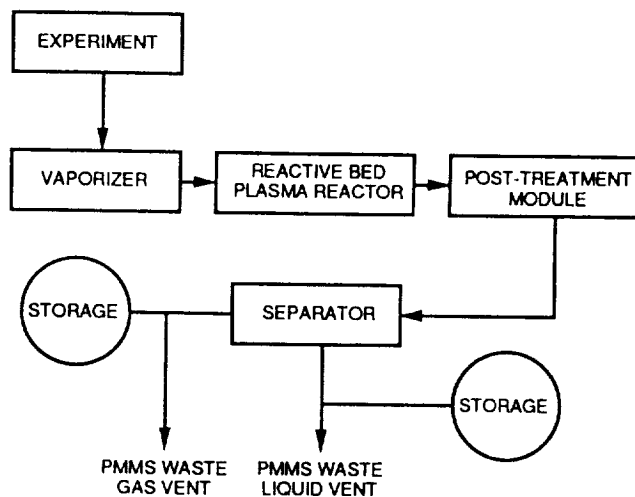 EXPERIMENT
VAPORIZER
REACTIVE BED
PLASMA REACTOR
POST-TREATMENT
MODULE
STORAGE
SEPARATOR
STORAGE
PMMS WASTE
GAS VENT
PMMS WASTE
LIQUID VENT